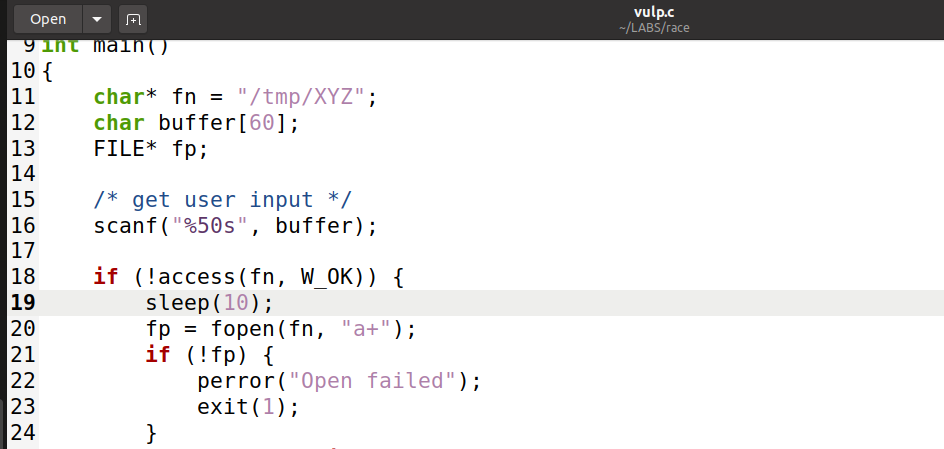 Open
vulp.c
~/LABS/race
9 int main()
10 {
11     char* fn = "/tmp/XYZ";
12     char buffer[60];
13     FILE* fp;
14
15     /* get user input */
16     scanf("%50s", buffer);
17
18     if (!access(fn, W_OK)) {
19         sleep(10);
20         fp = fopen(fn, "a+");
21         if (!fp) {
22             perror("Open failed");
23             exit(1);
24         }